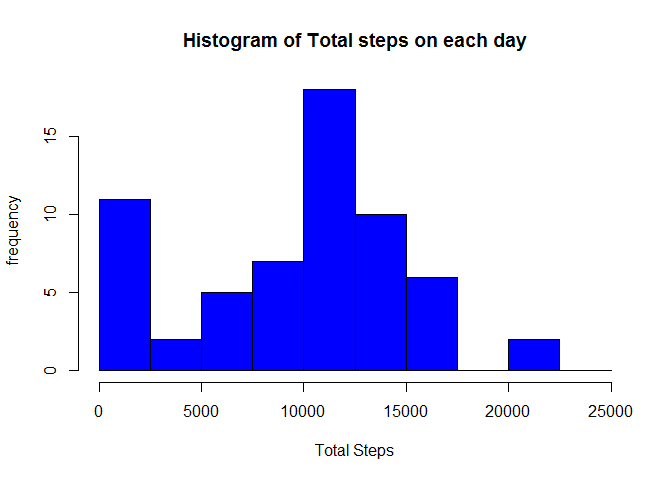 Histogram of Total steps on each day
frequency
15
10
5
0
0 5000 10000 15000 20000 25000
Total Steps